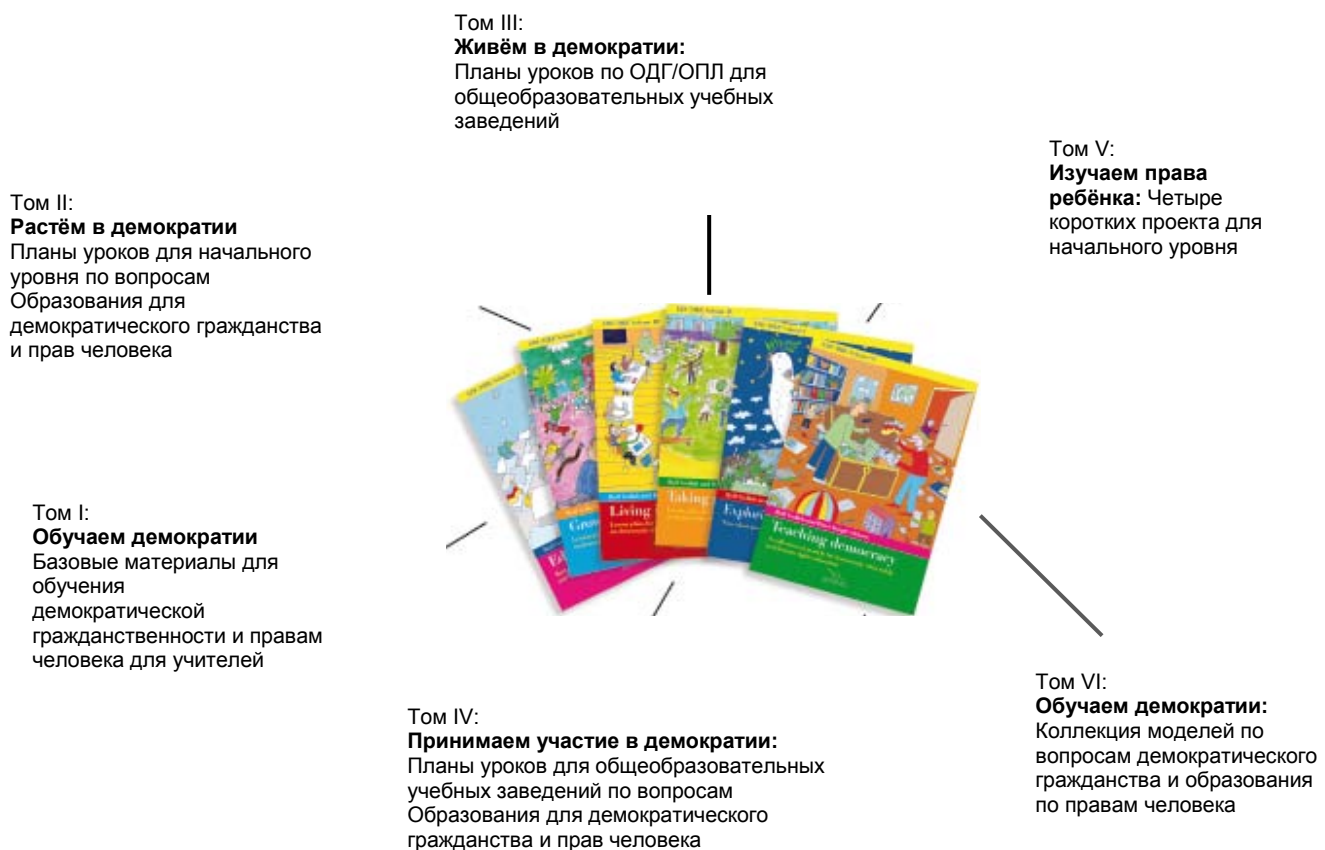 Том III:
Живём в демократии:
Планы уроков по ОДГ/ОПЛ для
общеобразовательных учебных
заведений
Том V:
Изучаем права
ребёнка: Четыре
коротких проекта для
начального уровня
Том II:
Растём в демократии
Планы уроков для начального
уровня по вопросам
Образования для
демократического гражданства
и прав человека
Том I:
Обучаем демократии
Базовые материалы для
обучения
демократической
гражданственности и правам
человека для учителей
Living
Taking
Teaching democracy
Том IV:
Принимаем участие в демократии:
Планы уроков для общеобразовательных
учебных заведений по вопросам
Образования для демократического
гражданства и прав человека
Том VI:
Обучаем демократии:
Коллекция моделей по
вопросам демократического
гражданства и образования
по правам человека